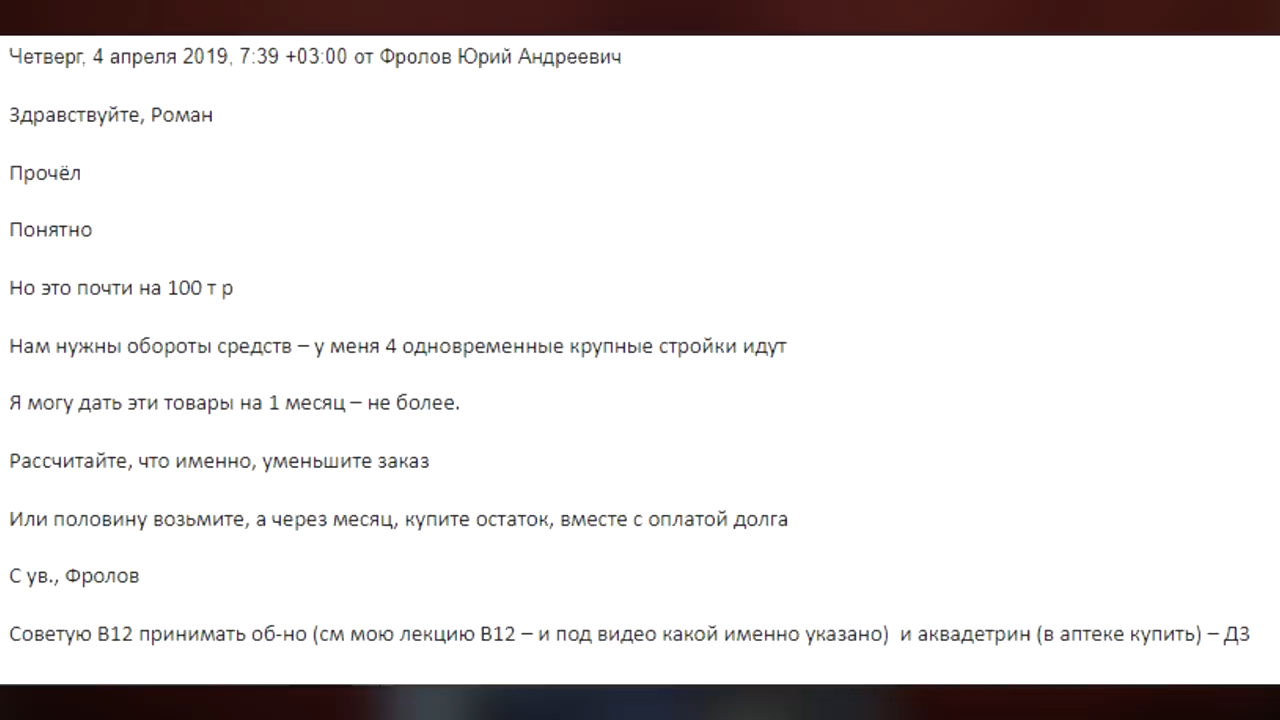 Четверг, 4 апреля 2019, 7:39 +03:00 от Фролов Юрий Андреевич
Здравствуйте, Роман
Прочёл
Понятно
Но это почти на 100 т р
Нам нужны обороты средств – у меня 4 одновременные крупные стройки идут
Я могу дать эти товары на 1 месяц – не более.
Рассчитайте, что именно, уменьшите заказ
Или половину возьмите, а через месяц, купите остаток, вместе с оплатой долга
С ув., Фролов
Советую В12 принимать об-но (см мою лекцию В12 – и под видео какой именно указано)  и аквадетрин (в аптеке купить) – Д3